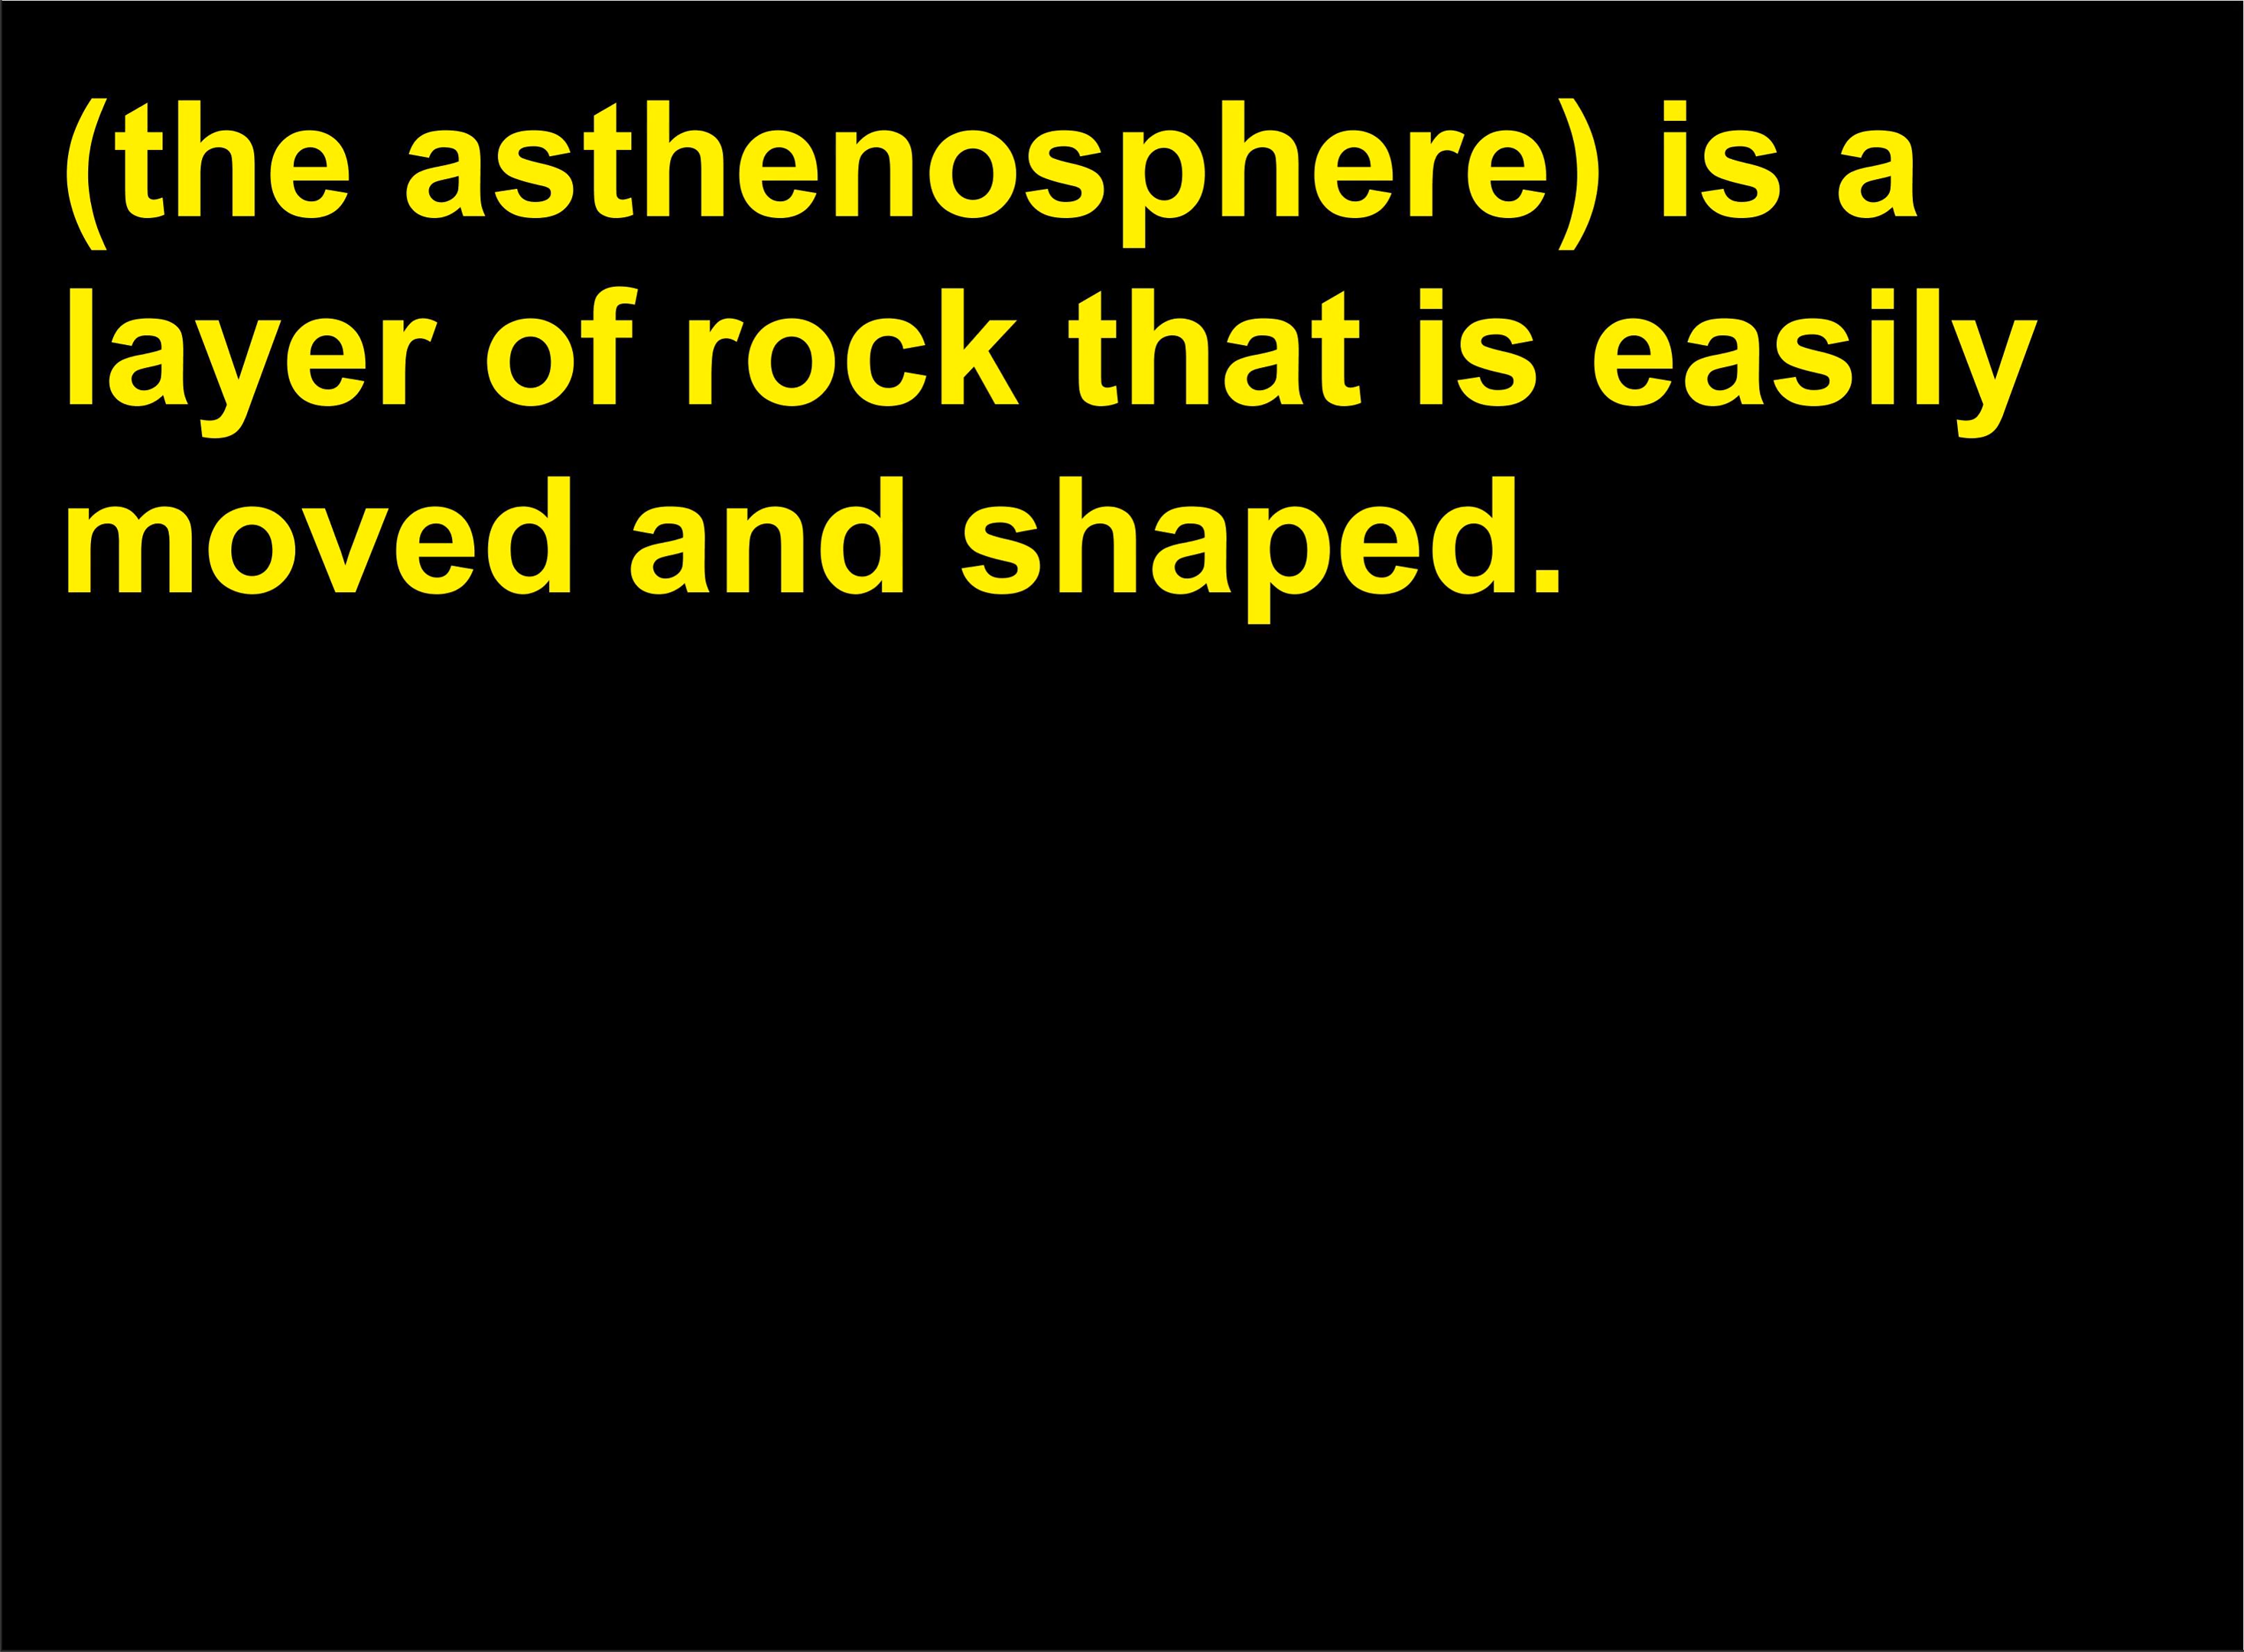 (the asthenosphere) is a
layer of rock that is easily
moved and shaped.